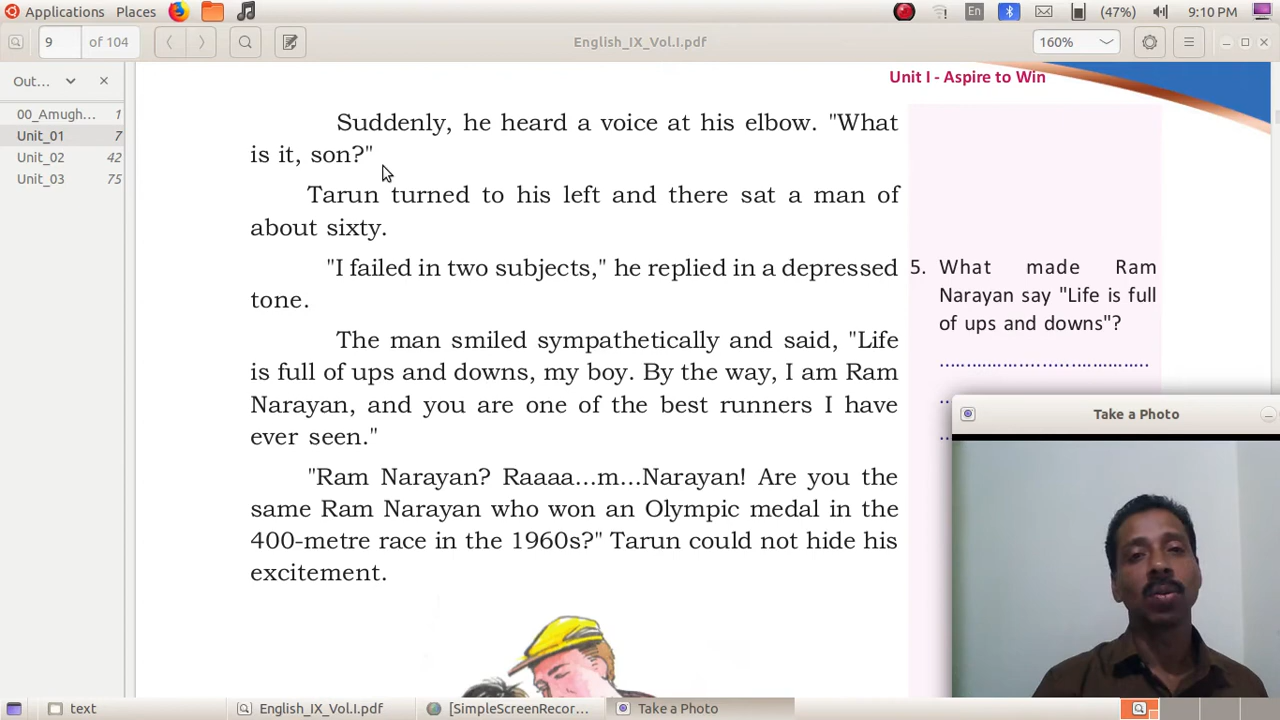 Applications Places En (47%) 9:10 PM
9 of 104 English_IX_Vol.I.pdf 160%
Out...
00_Amugh... 1
Unit_01 7
Unit_02 42
Unit_03 75
Unit I - Aspire to Win
Suddenly, he heard a voice at his elbow. "What
is it, son?"
Tarun turned to his left and there sat a man of
about sixty.
"I failed in two subjects," he replied in a depressed
tone.
The man smiled sympathetically and said, "Life
is full of ups and downs, my boy. By the way, I am Ram
Narayan, and you are one of the best runners I have
ever seen."
"Ram Narayan? Raaaa...m...Narayan! Are you the
same Ram Narayan who won an Olympic medal in the
400-metre race in the 1960s?" Tarun could not hide his
excitement.
5. What made Ram
Narayan say "Life is full
of ups and downs"?
Take a Photo
text English_IX_Vol.I.pdf [SimpleScreenRecor... Take a Photo